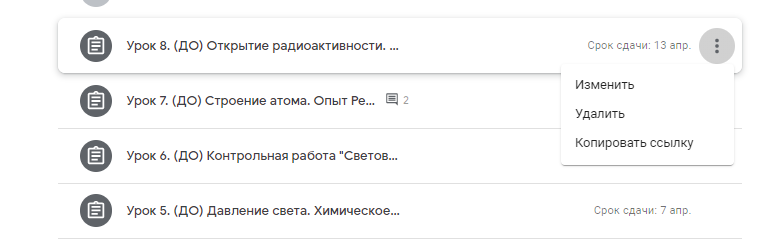 Урок 8. (ДО) Открытие радиоактивности. ...
Срок сдачи: 13 апр.
Изменить
Удалить
Копировать ссылку
Урок 7. (ДО) Строение атома. Опыт Ре...
2
Урок 6. (ДО) Контрольная работа "Светов...
Урок 5. (ДО) Давление света. Химическое...
Срок сдачи: 7 апр.